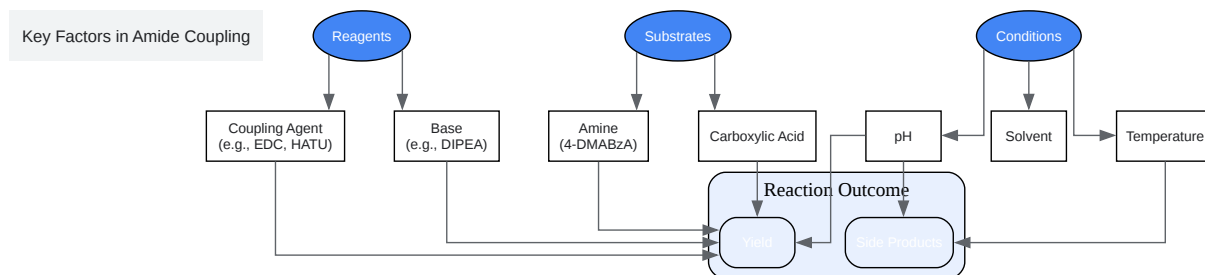 Key Factors in Amide Coupling
Reagents
Substrates
Conditions
Coupling Agent
(e.g., EDC, HATU)
Base
(e.g., DIPEA)
Amine
(4-DMABzA)
Carboxylic Acid
pH
Solvent
Temperature
Reaction Outcome
Yield
Side Products